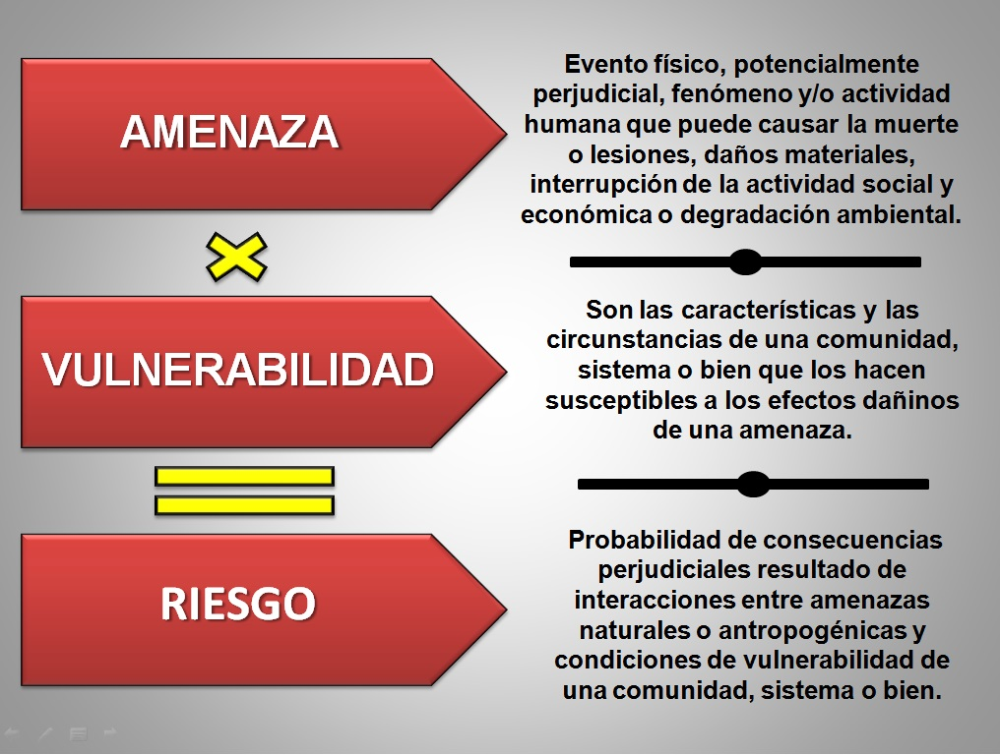 AMENAZA
Evento físico, potencialmente
perjudicial, fenómeno y/o actividad
humana que puede causar la muerte
o lesiones, daños materiales,
interrupción de la actividad social y
económica o degradación ambiental.
VULNERABILIDAD
Son las características y las
circunstancias de una comunidad,
sistema o bien que los hacen
susceptibles a los efectos dañinos
de una amenaza.
RIESGO
Probabilidad de consecuencias
perjudiciales resultado de
interacciones entre amenazas
naturales o antropogénicas y
condiciones de vulnerabilidad de
una comunidad, sistema o bien.